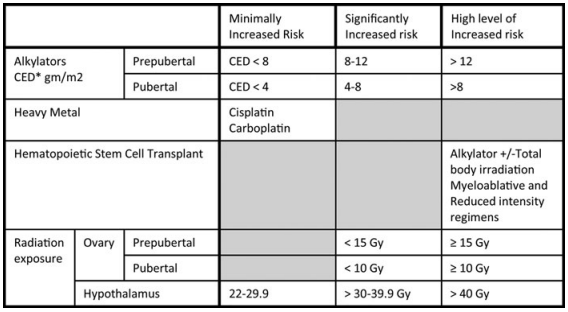 Minimally Increased Risk
Significantly Increased risk
High level of Increased risk
Alkylators CED* gm/m2
Prepubertal
CED < 8
8-12
> 12
Pubertal
CED < 4
4-8
>8
Heavy Metal
Cisplatin
Carboplatin
Hematopoietic Stem Cell Transplant
Alkylator +/-Total
body irradiation
Myeloablative and
Reduced intensity
regimens
Radiation exposure
Ovary
Prepubertal
< 15 Gy
≥ 15 Gy
Pubertal
< 10 Gy
≥ 10 Gy
Hypothalamus
22-29.9
> 30-39.9 Gy
> 40 Gy